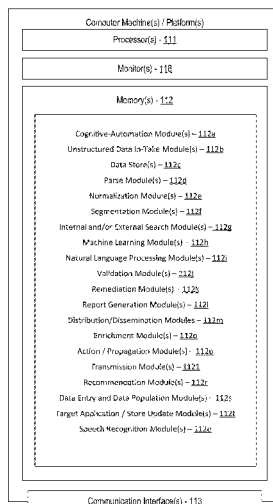 Computer Machine(s) / Platform(s)
Processor(s) - 111
Monitor(s) - 118
Memory(s) - 112
Cognitive-Automation Module(s) - 112a
Unstructured Data In-Take Module(s) - 112b
Data Store(s) - 112c
Parse Module(s) - 112d
Normalization Module(s) - 112e
Segmentation Module(s) - 112f
Internal and/or External Search Module(s) - 112g
Machine Learning Module(s) - 112h
Natural Language Processing Module(s) - 112i
Validation Module(s) - 112j
Remediation Module(s) - 112k
Report Generation Module(s) - 112l
Distribution/Dissemination Modules - 112m
Enrichment Module(s) -
Action / Propagation Module(s) -
Transmission Module(s) -
Recommendation Module(s) - 112r
Data Entry and Data Population Module(s) - 112s
Target Application / Store Update Module(s) - 112t
Speech Recognition Module(s) -
Communication Interface(s) - 113